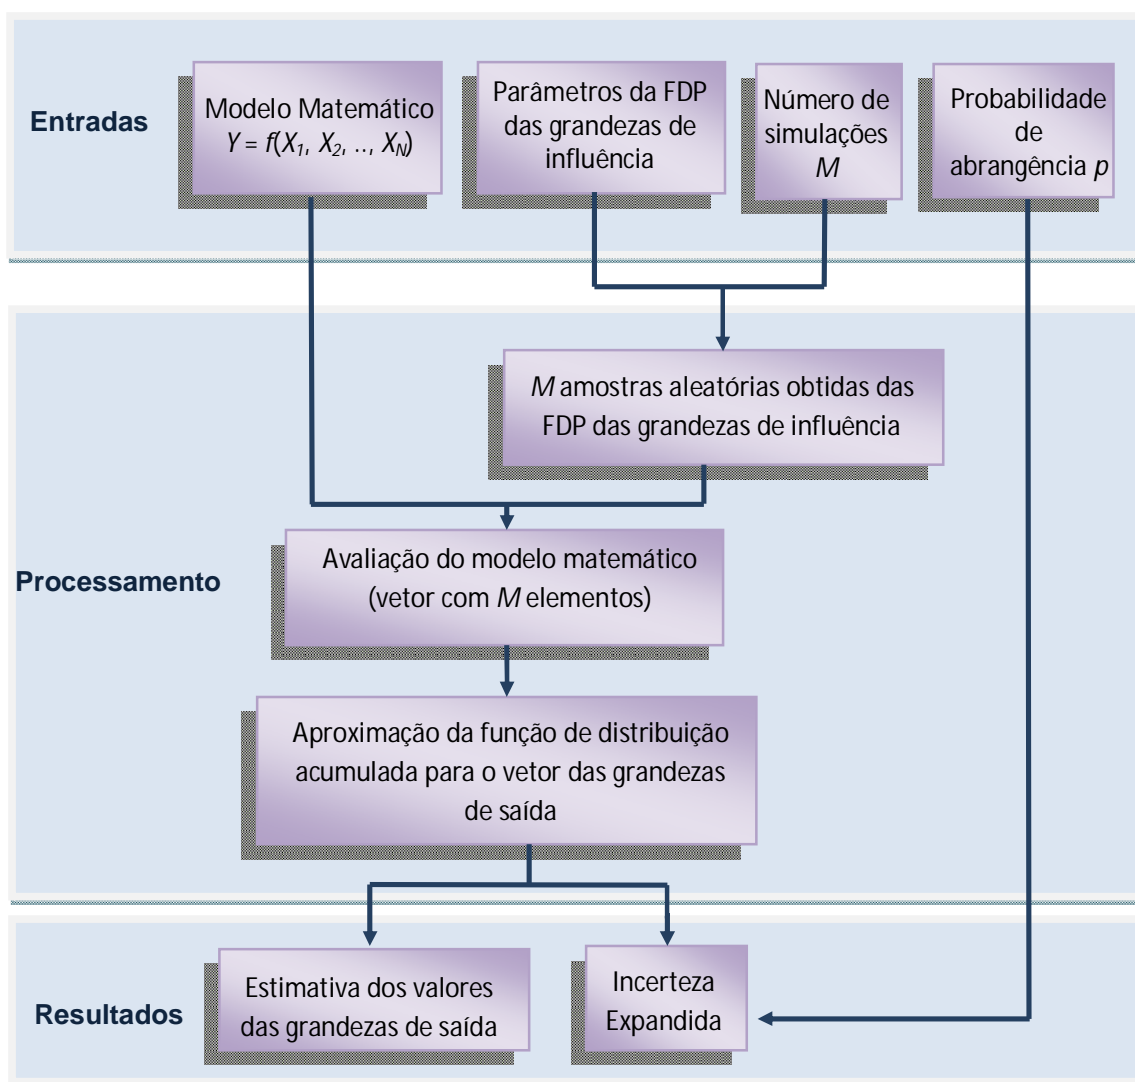 Entradas
Modelo Matemático
Y = f(X1, X2, .., XN)
Parâmetros da FDP
das grandezas de
influência
Número de
simulações
M
Probabilidade
de
abrangência p
Processamento
M amostras aleatórias obtidas das
FDP das grandezas de influência
Avaliação do modelo matemático
(vetor com M elementos)
Aproximação da função de distribuição
acumulada para o vetor das grandezas
de saída
Resultados
Estimativa dos valores
das grandezas de saída
Incerteza
Expandida